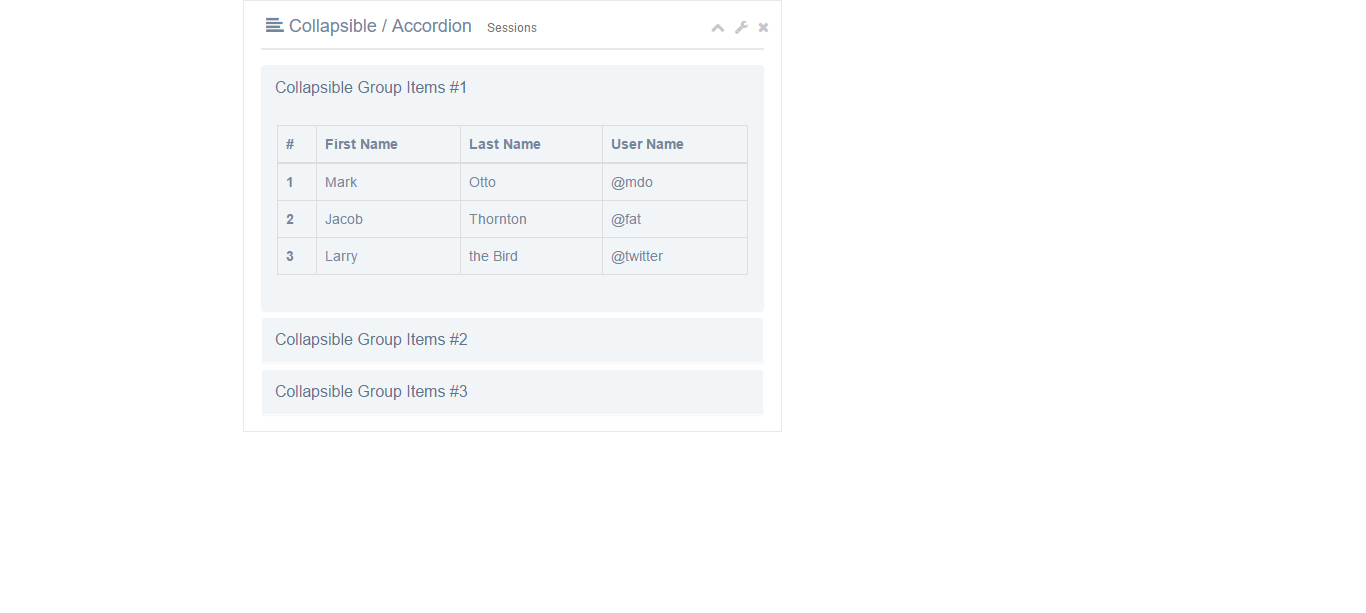 Collapsible / Accordion Sessions
Collapsible Group Items #1
# First Name Last Name User Name
1 Mark Otto @mdo
2 Jacob Thornton @fat
3 Larry the Bird @twitter
Collapsible Group Items #2
Collapsible Group Items #3